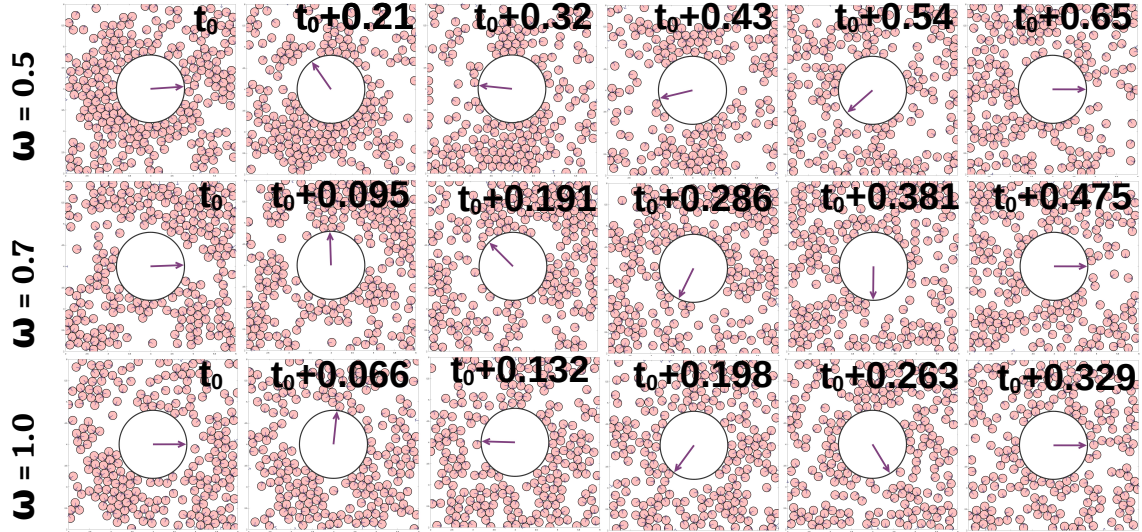 ω = 0.5
t₀
t₀+0.21
t₀+0.32
t₀+0.43
t₀+0.54
t₀+0.65
ω = 0.7
t₀
t₀+0.095
t₀+0.191
t₀+0.286
t₀+0.381
t₀+0.475
ω = 1.0
t₀
t₀+0.066
t₀+0.132
t₀+0.198
t₀+0.263
t₀+0.329